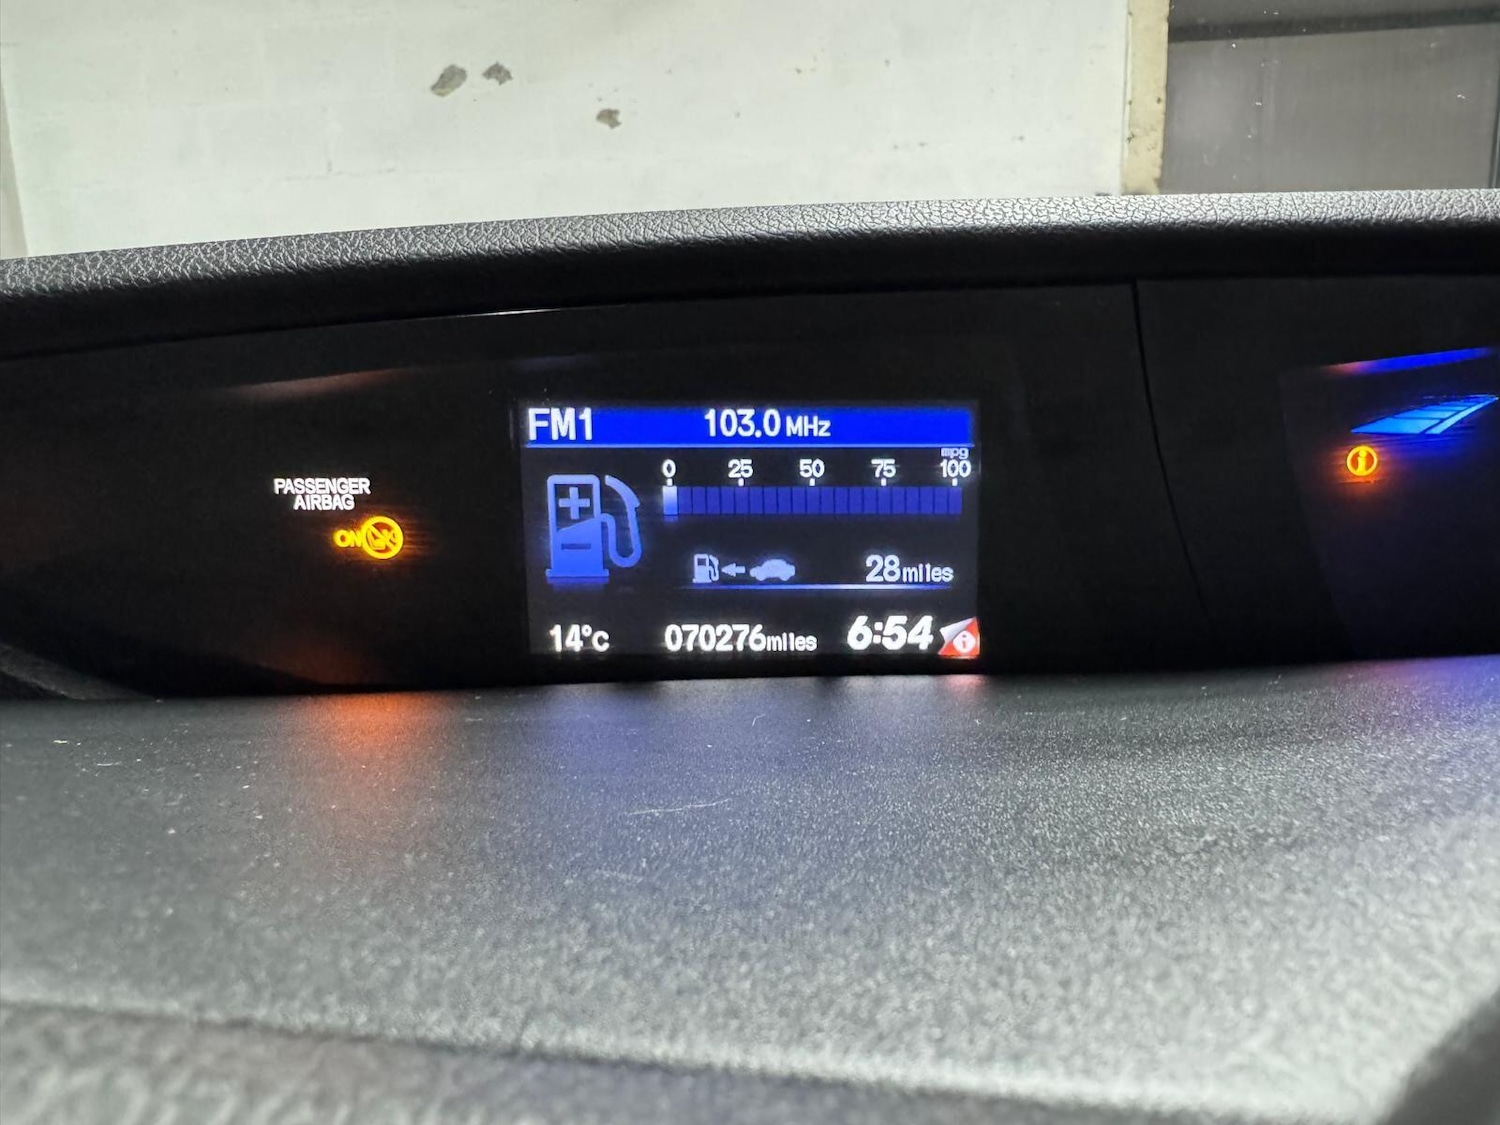 FM1 103.0 MHz
mpg
0 25 50 75 100
PASSENGER
AIRBAG
ON
28miles
14°c 070276miles 6:54